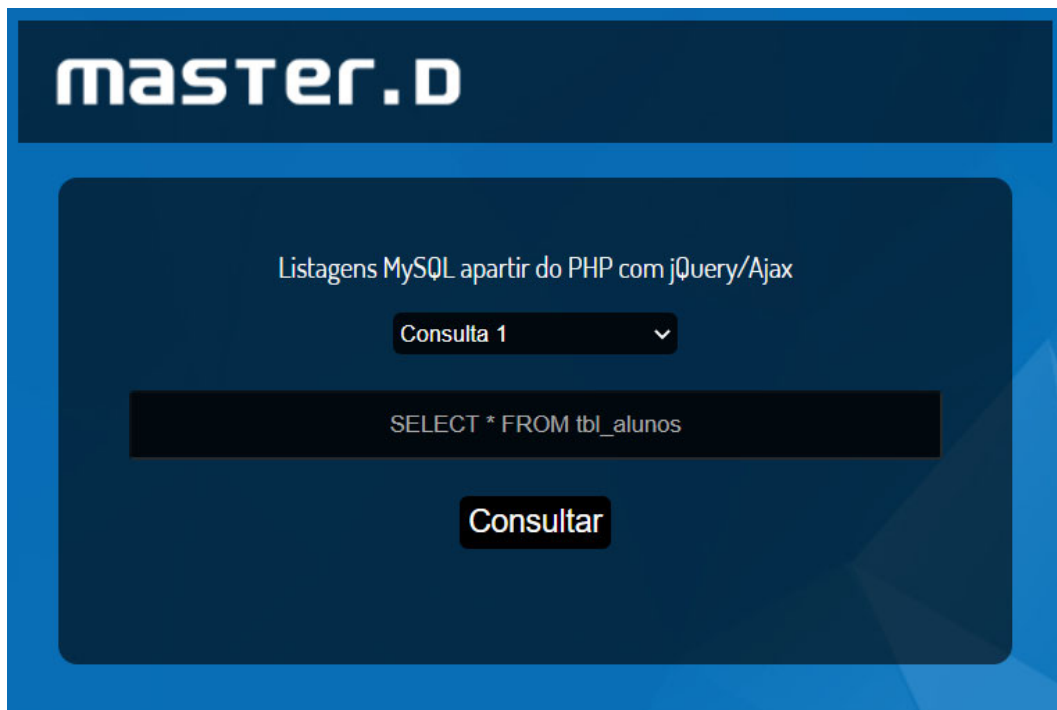 master.D
Listagens MySQL apartir do PHP com jQuery/Ajax
Consulta 1
SELECT * FROM tbl_alunos
Consultar